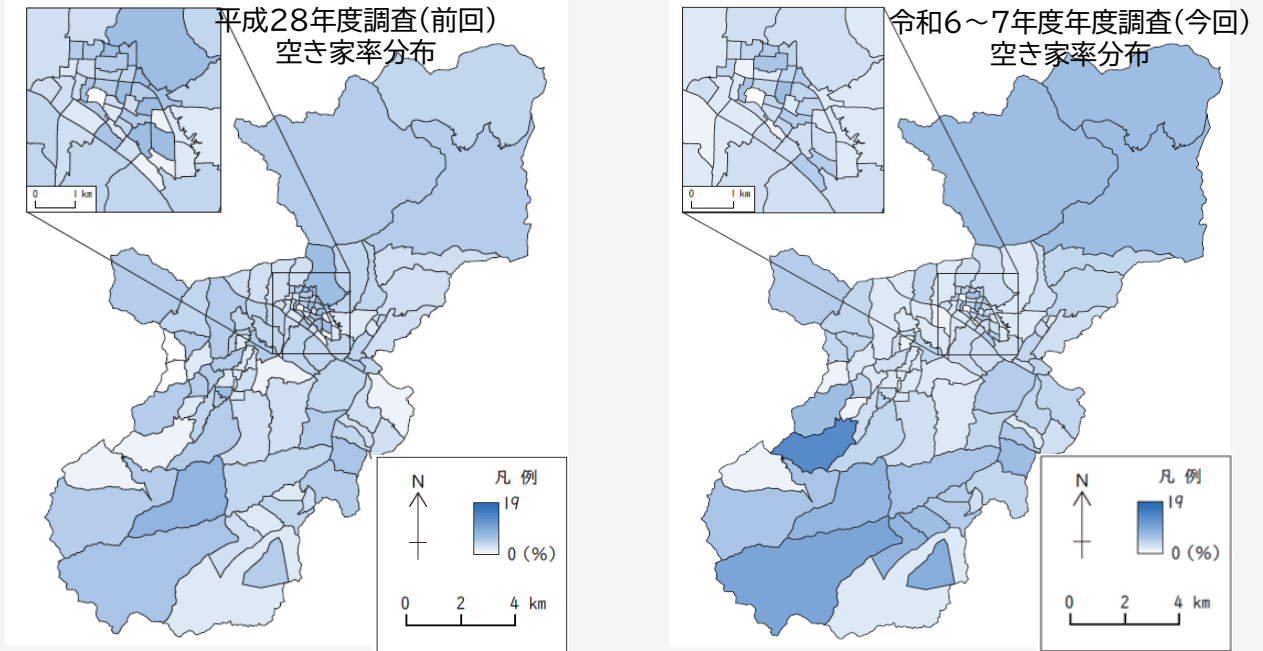 平成28年度調査(前回)
空き家率分布
0 1 km
N
凡 例
19
0 (%)
0 2 4 km
令和6～7年度年度調査(今回)
空き家率分布
0 1 km
N
凡 例
19
0 (%)
0 2 4 km